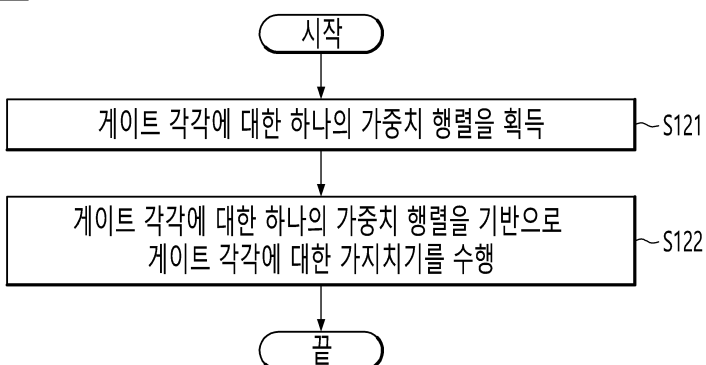 시작
게이트 각각에 대한 하나의 가중치 행렬을 획득
S121
게이트 각각에 대한 하나의 가중치 행렬을 기반으로
게이트 각각에 대한 가지치기를 수행
S122
끝